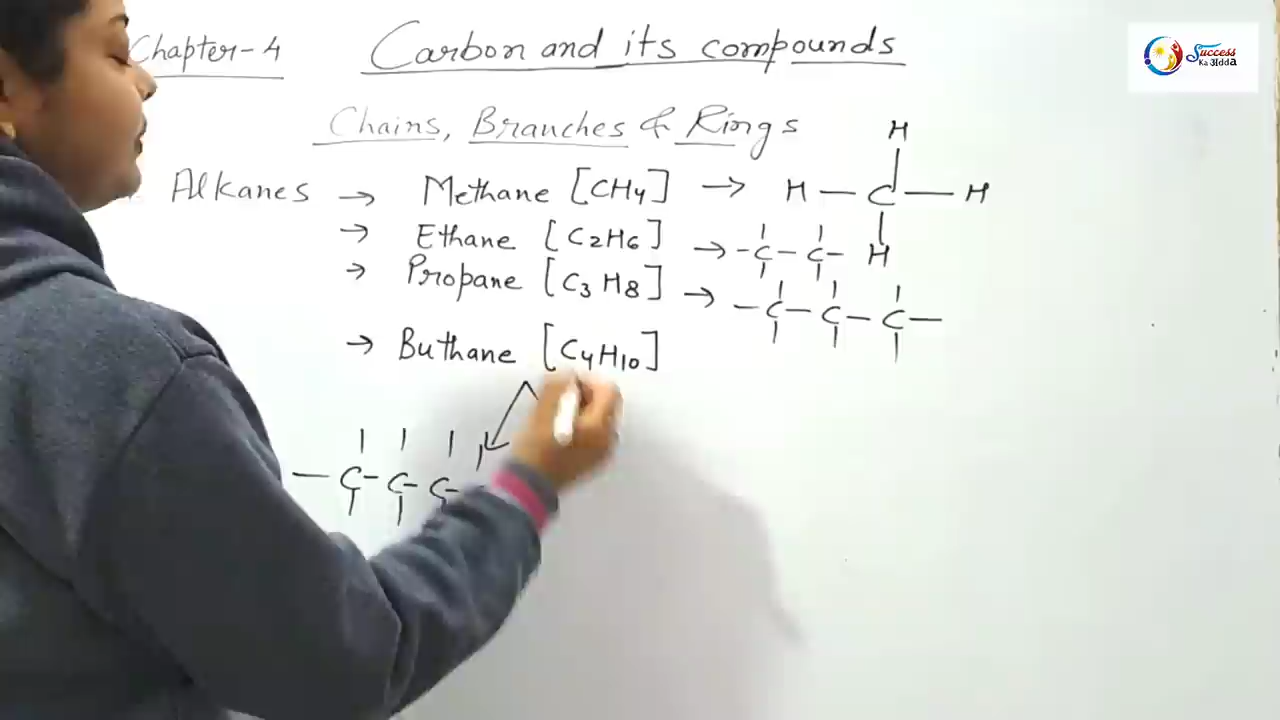 Chapter-4 Carbon and its compounds
Success
Ka अड्डा
Chains, Branches & Rings
Alkanes → Methane [CH4] → H-C-H
H
H
→ Ethane [C2H6] → -C-C-
→ Propane [C3H8] → -C-C-C-
→ Buthane [C4H10]
-C-C-C-